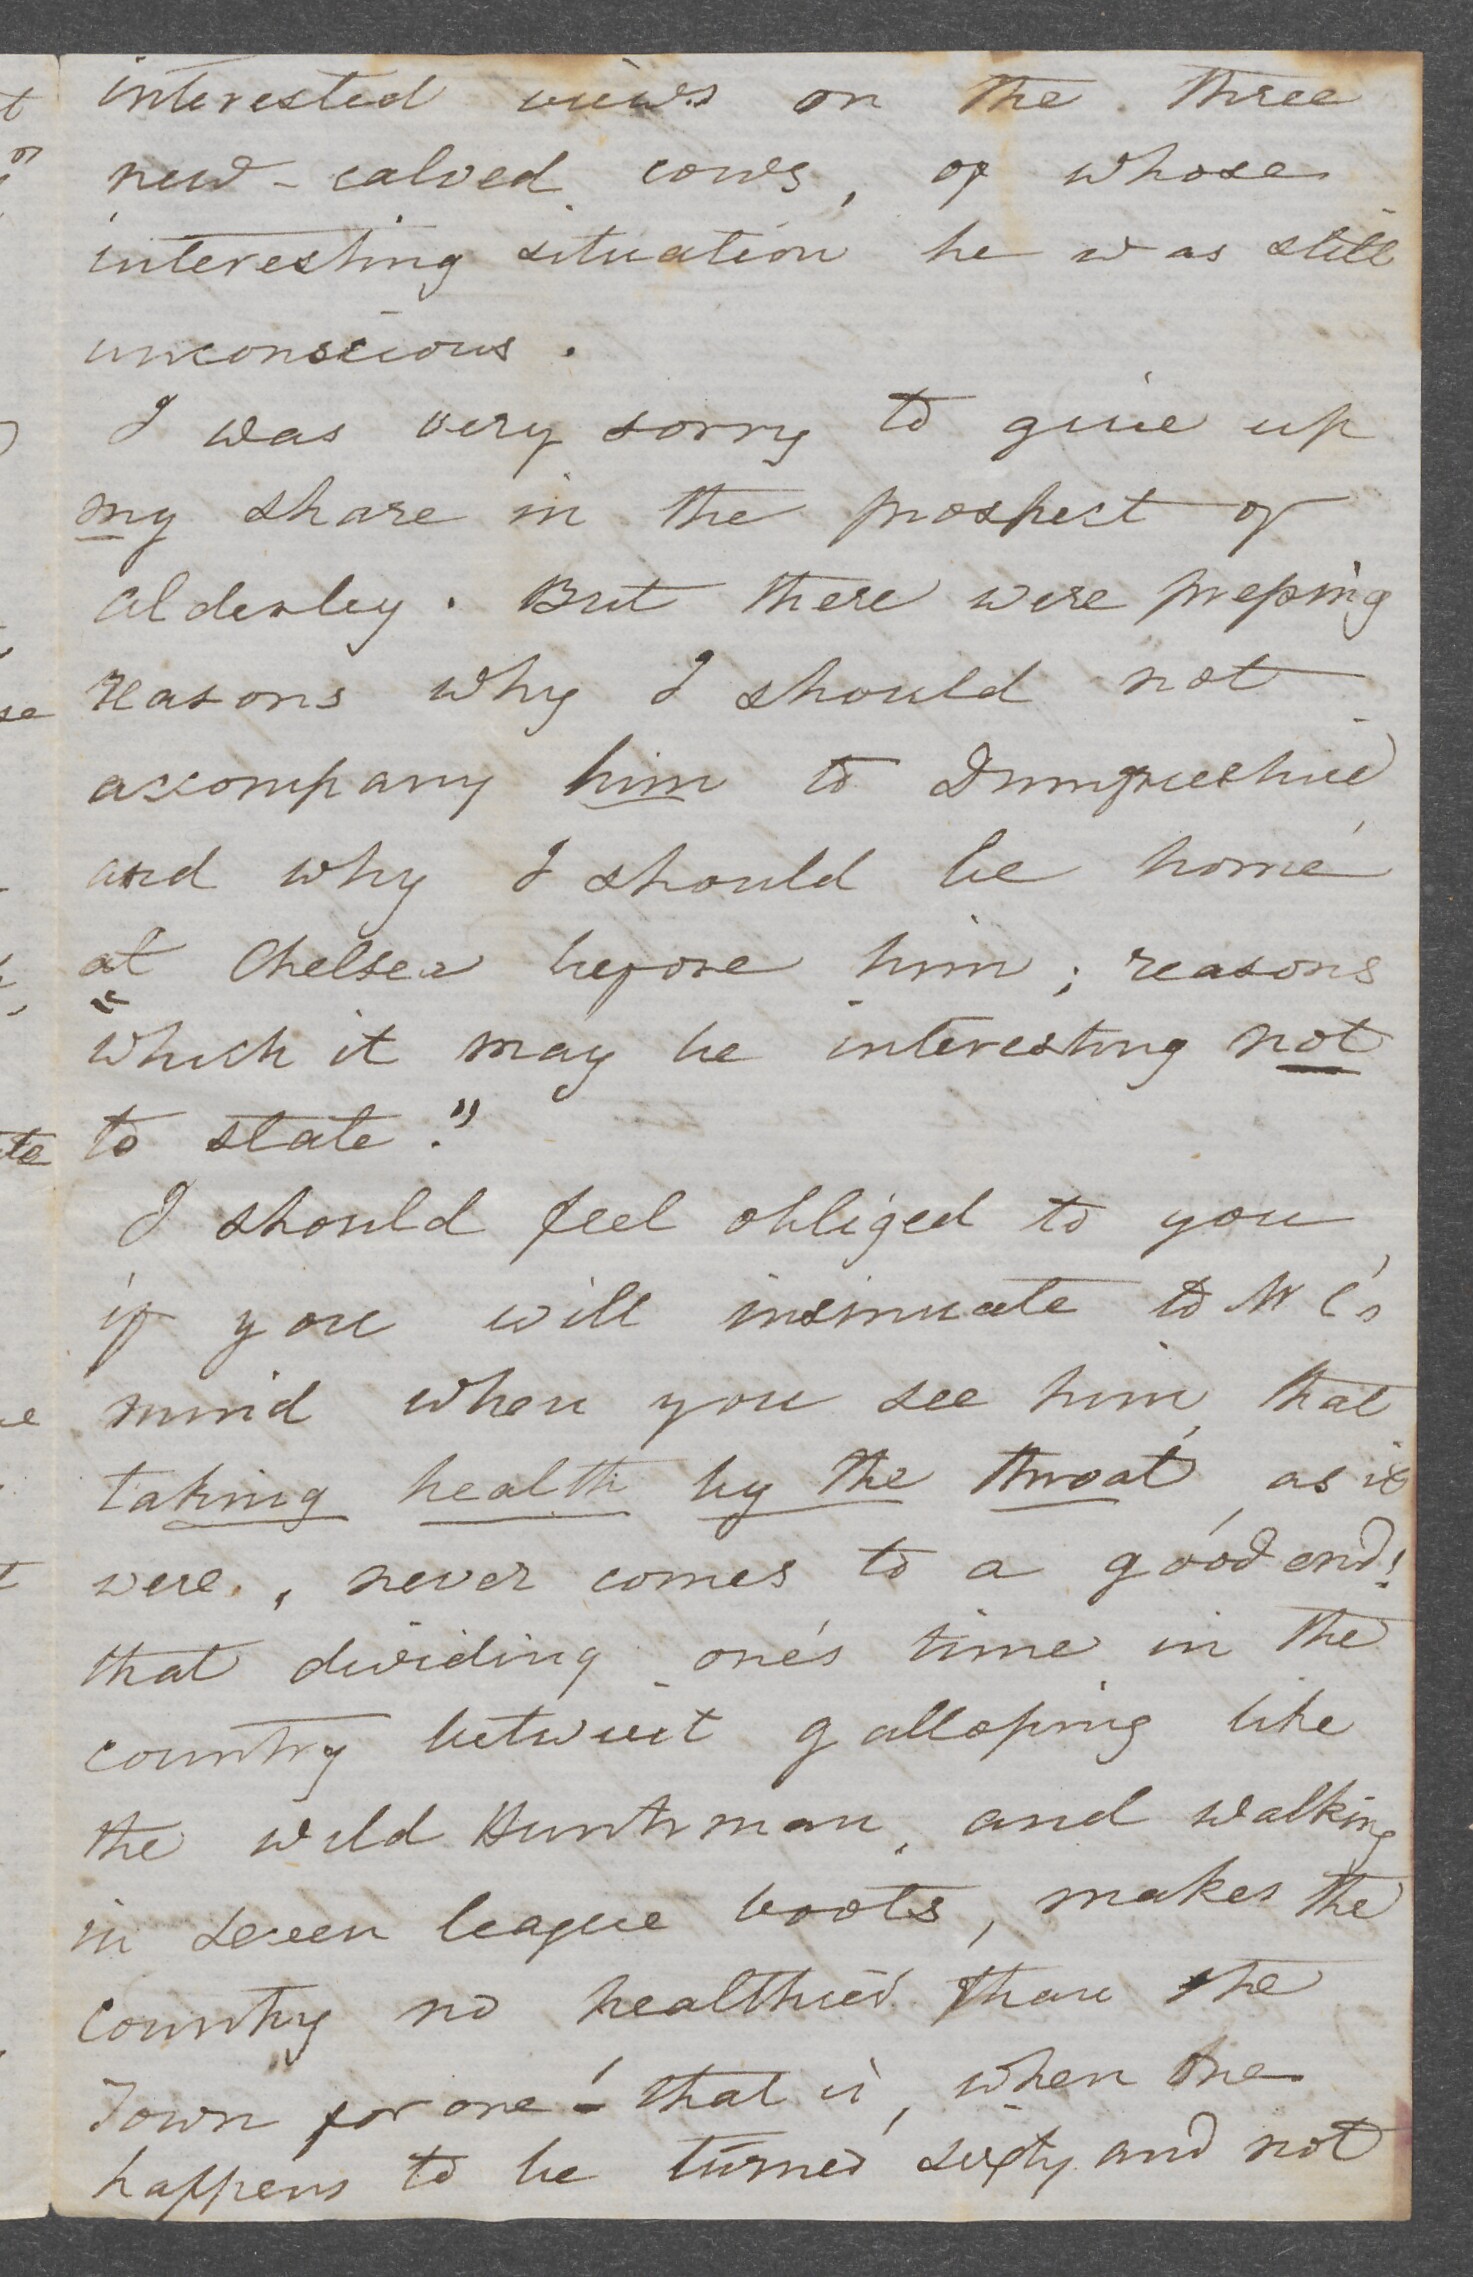 interested views on the three
new-calved cows, of whose
interesting situation he was still
unconscious.
I was very sorry to give up
my share in the prospect of
Alderley. But there were pressing
reasons why I should not
accompany him to Dumfrieshire
and why I should be home
at Chelsea before him; reasons
"which it may be interesting not
to state."
I should feel obliged to you
if you will insinuate to Mr C's
mind when you see him, that
taking health by the throat, as it
were, never comes to a good end!
that dividing one's time in the
country betwixt galloping like
the wild Huntsman, and walking
in seven league boots, makes the
country no healthier than the
Town for one! that is, when one
happens to be turned sixty and not